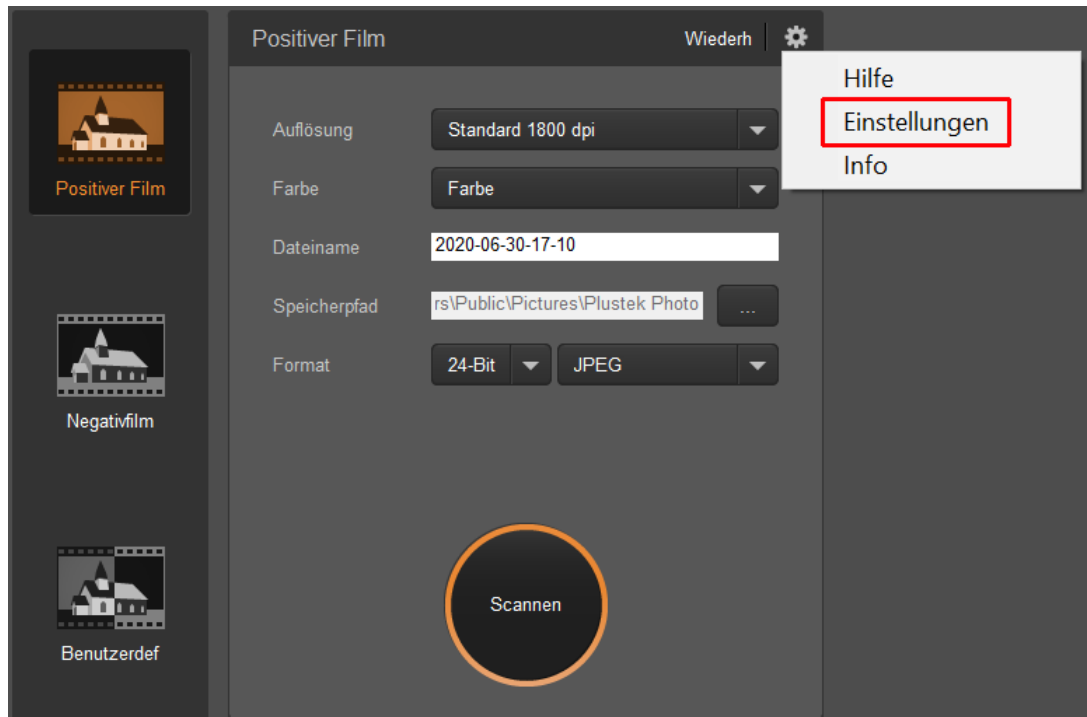 Positiver Film
Wiederh
Hilfe
Einstellungen
Info
Positiver Film
Negativfilm
Benutzerdef
Auflösung
Standard 1800 dpi
Farbe
Farbe
Dateiname
2020-06-30-17-10
Speicherpfad
rs\Public\Pictures\Plustek Photo
...
Format
24-Bit
JPEG
Scannen